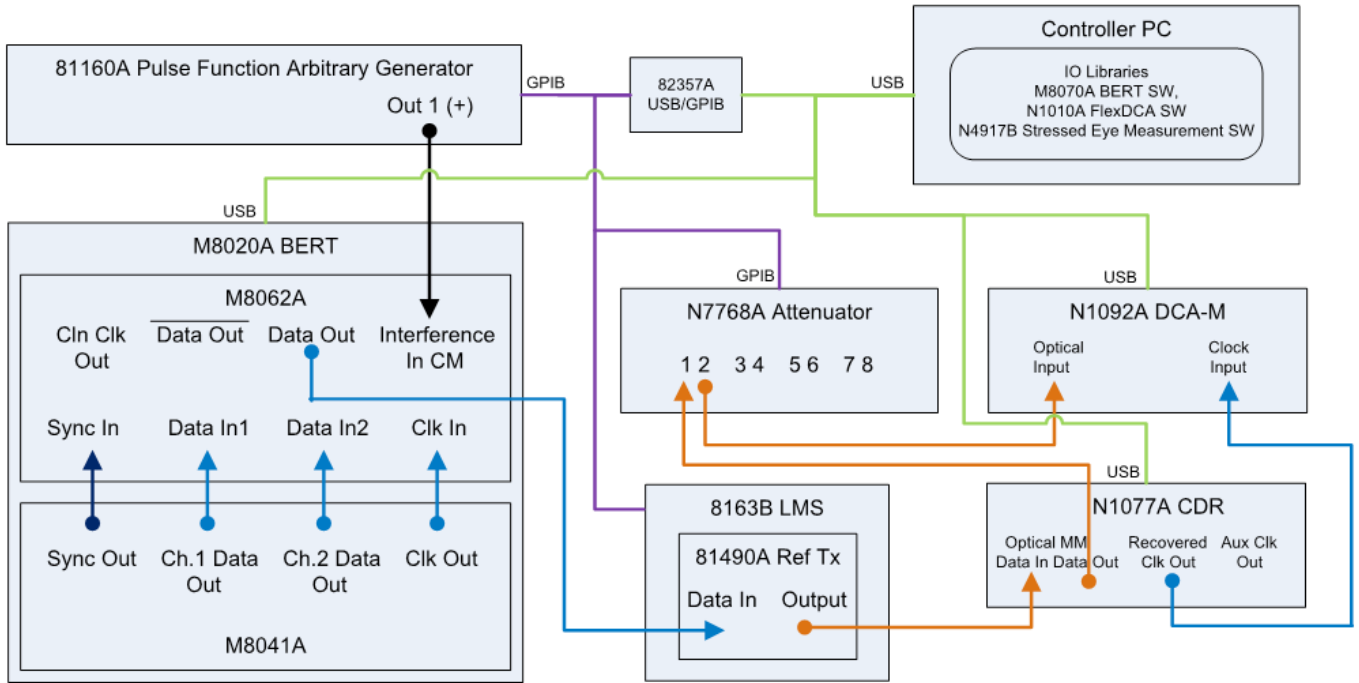 81160A Pulse Function Arbitrary Generator
Out 1 (+)
GPIB
82357A
USB/GPIB
USB
Controller PC
IO Libraries
M8070A BERT SW,
N1010A FlexDCA SW
N4917B Stressed Eye Measurement SW
USB
M8020A BERT
M8062A
Cln Clk
Out
Data Out
Data Out
Interference
In CM
Sync In
Data In1
Data In2
Clk In
Sync Out
Ch.1 Data
Out
Ch.2 Data
Out
Clk Out
M8041A
GPIB
N7768A Attenuator
1 2
3 4
5 6
7 8
USB
N1092A DCA-M
Optical
Input
Clock
Input
8163B LMS
81490A Ref Tx
Data In
Output
USB
N1077A CDR
Optical MM
Data In Data Out
Recovered
Clk Out
Aux Clk
Out